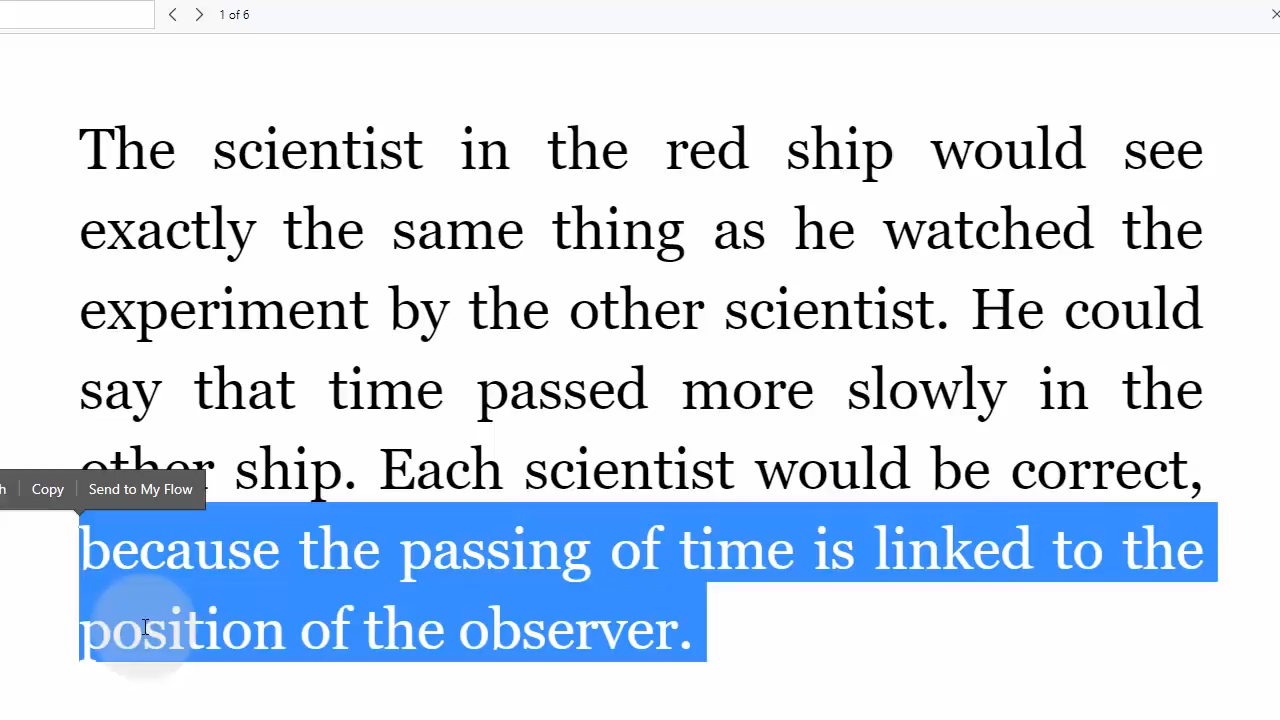 1 of 6
The scientist in the red ship would see
exactly the same thing as he watched the
experiment by the other scientist. He could
say that time passed more slowly in the
other ship. Each scientist would be correct,
h Copy Send to My Flow
because the passing of time is linked to the
position of the observer.